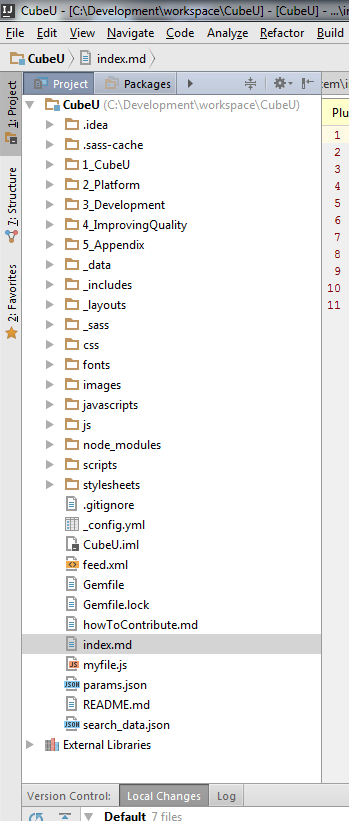 CubeU - [C:\Development\workspace\CubeU] - [CubeU] - ...\i
File Edit View Navigate Code Analyze Refactor Build
CubeU index.md
1: Project
7: Structure
2: Favorites
Project Packages
CubeU (C:\Development\workspace\CubeU)
.idea
.sass-cache
1_CubeU
2_Platform
3_Development
4_ImprovingQuality
5_Appendix
_data
_includes
_layouts
_sass
css
fonts
images
javascripts
js
node_modules
scripts
stylesheets
.gitignore
_config.yml
CubeU.iml
feed.xml
Gemfile
Gemfile.lock
howToContribute.md
index.md
myfile.js
params.json
README.md
search_data.json
External Libraries
em\i
Plu
1
2
3
4
5
6
7
8
9
10
11
Version Control: Local Changes Log
Default 7 files